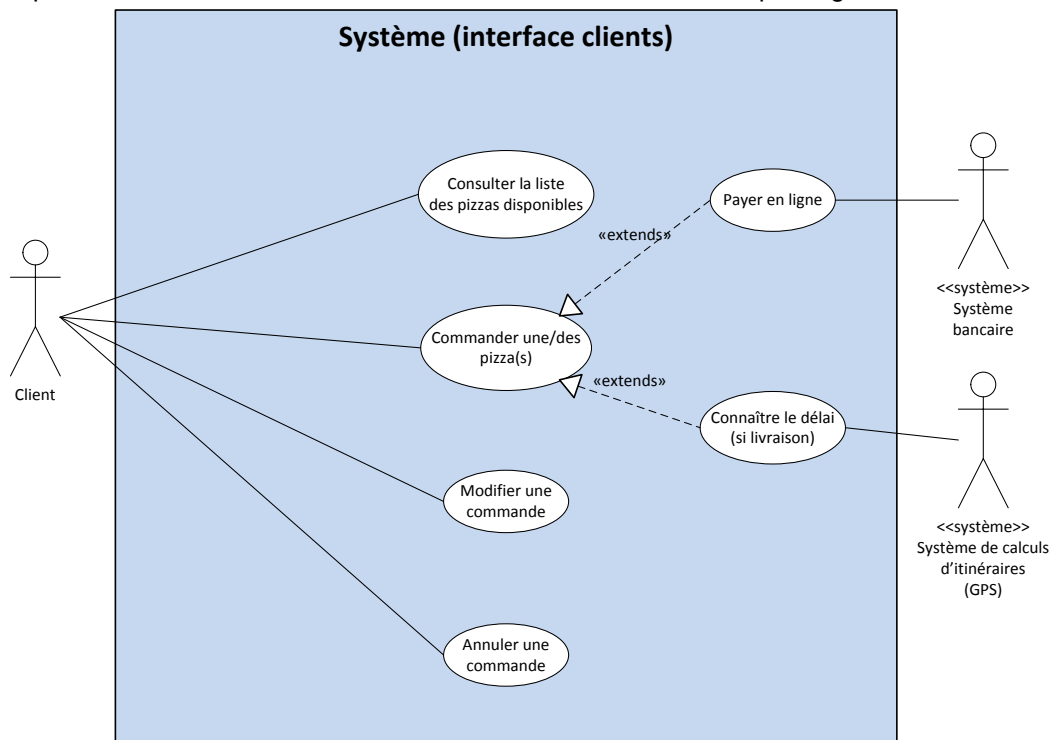 Système (interface clients)
Consulter la liste
des pizzas disponibles
Payer en ligne
«extends»
<<système>>
Système
bancaire
Commander une/des
pizza(s)
«extends»
Client
Connaître le délai
(si livraison)
Modifier une
commande
<<système>>
Système de calculs
d’itinéraires
(GPS)
Annuler une
commande